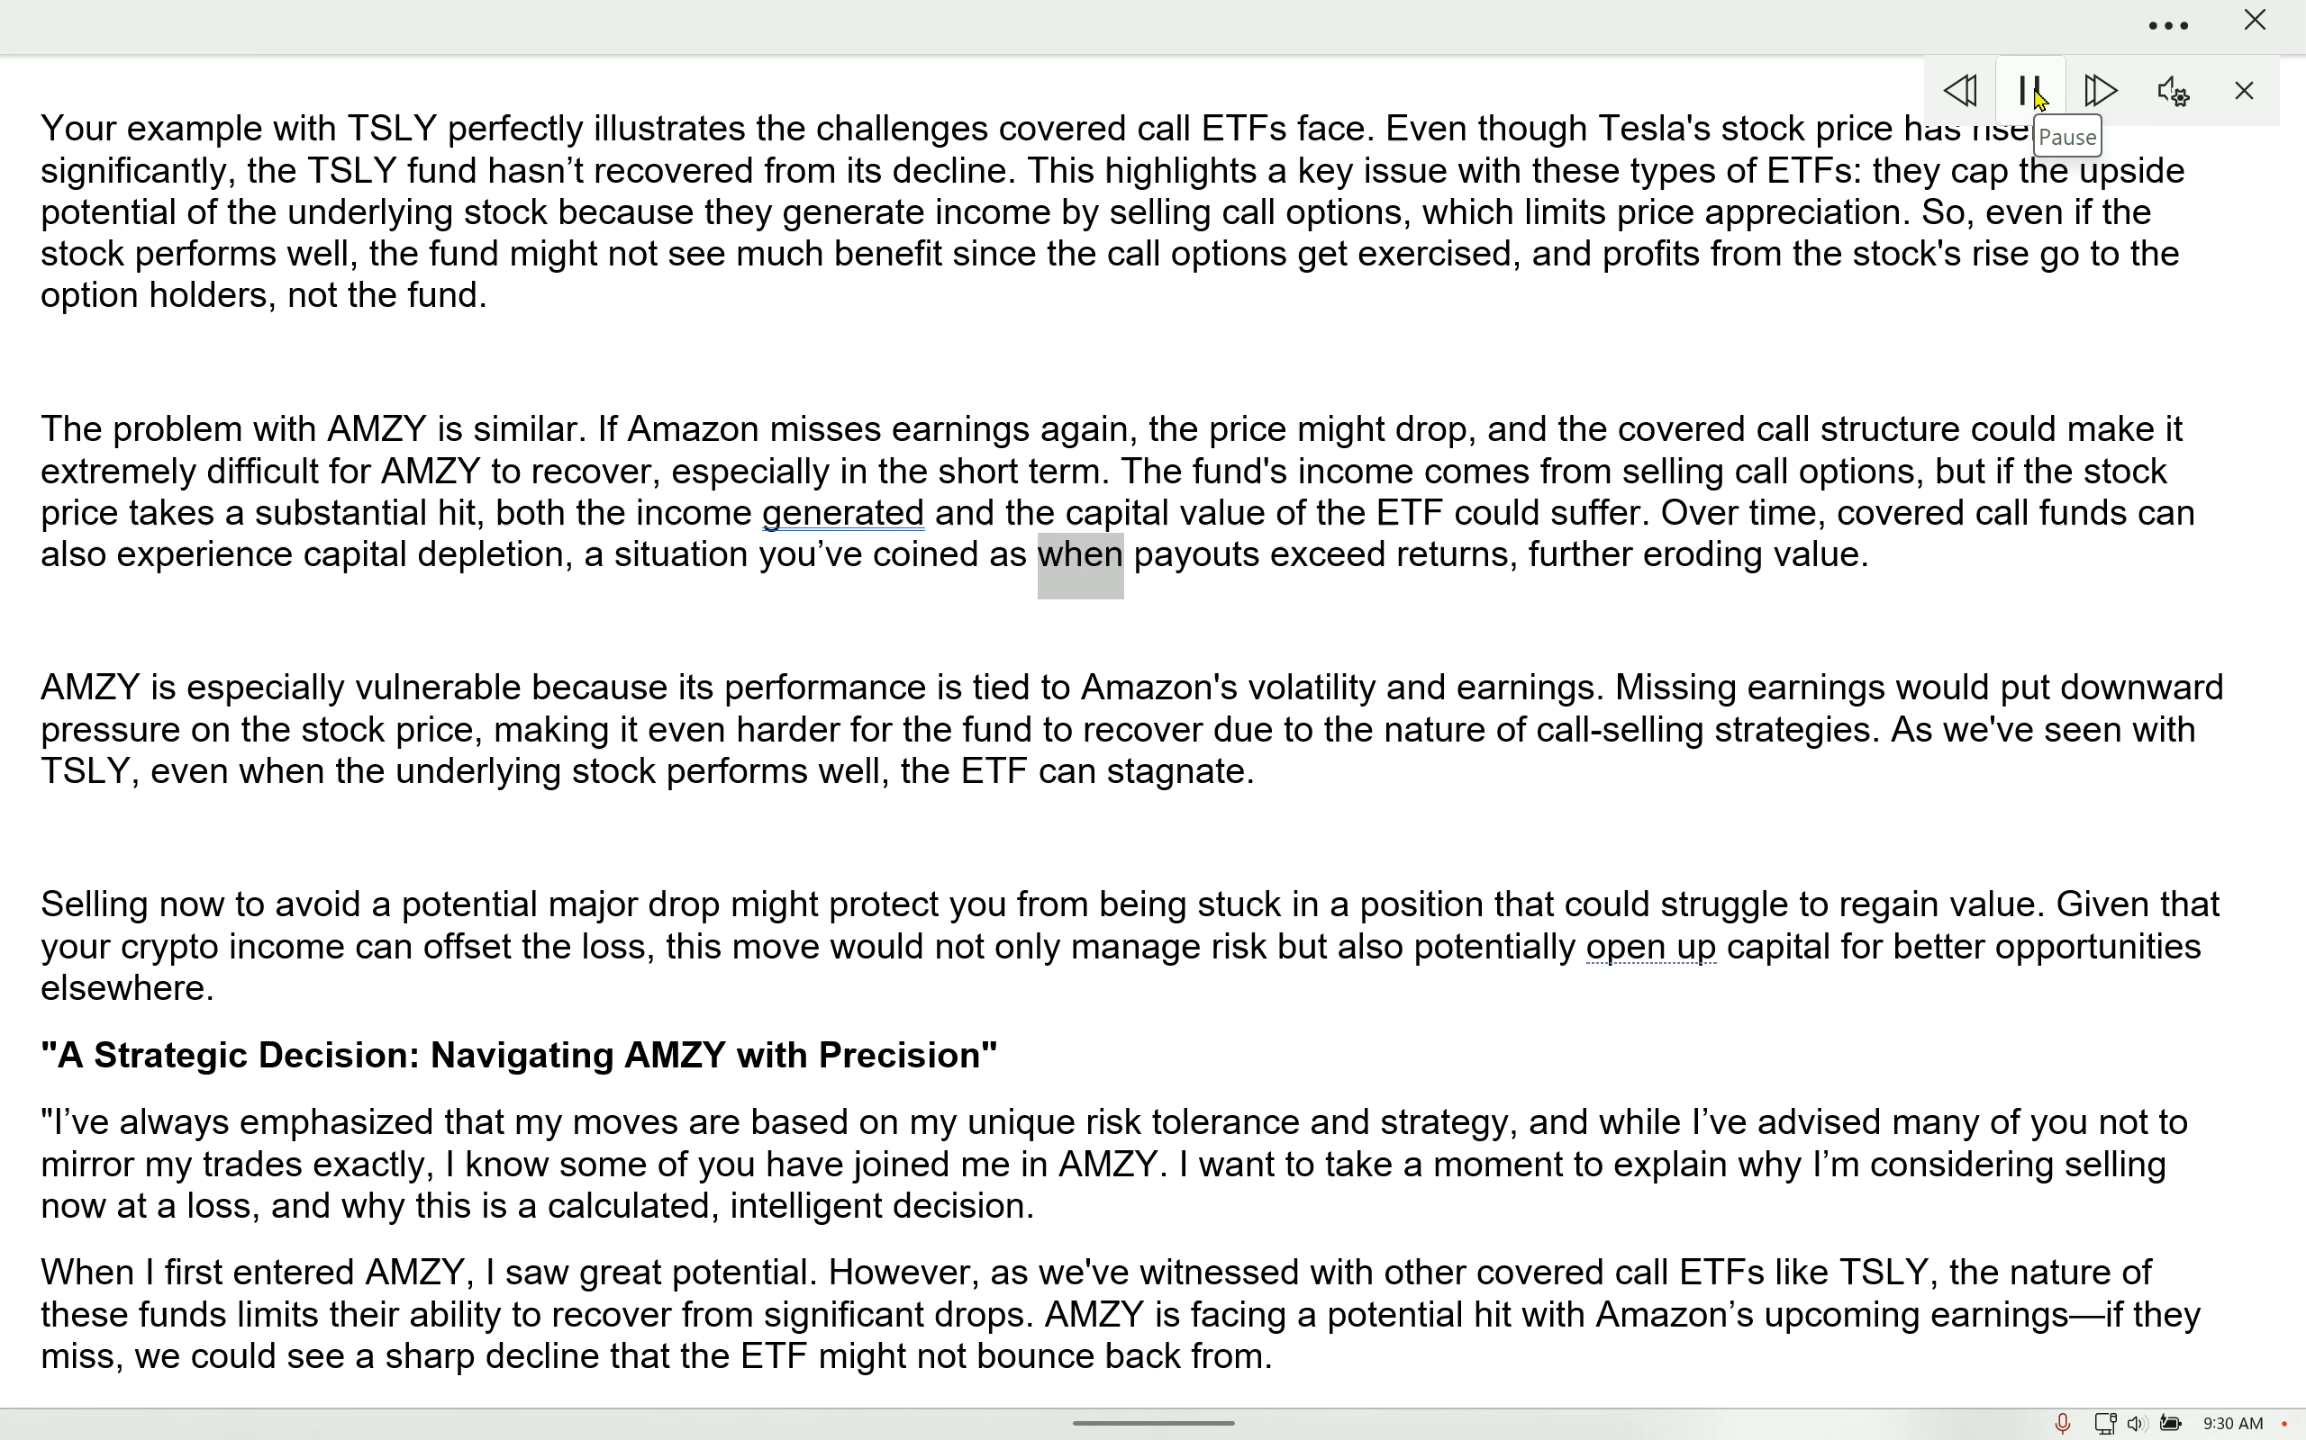 Your example with TSLY perfectly illustrates the challenges covered call ETFs face. Even though Tesla's stock price has
Pause
significantly, the TSLY fund hasn’t recovered from its decline. This highlights a key issue with these types of ETFs: they cap the upside
potential of the underlying stock because they generate income by selling call options, which limits price appreciation. So, even if the
stock performs well, the fund might not see much benefit since the call options get exercised, and profits from the stock's rise go to the
option holders, not the fund.
The problem with AMZY is similar. If Amazon misses earnings again, the price might drop, and the covered call structure could make it
extremely difficult for AMZY to recover, especially in the short term. The fund's income comes from selling call options, but if the stock
price takes a substantial hit, both the income generated and the capital value of the ETF could suffer. Over time, covered call funds can
also experience capital depletion, a situation you’ve coined as when payouts exceed returns, further eroding value.
AMZY is especially vulnerable because its performance is tied to Amazon's volatility and earnings. Missing earnings would put downward
pressure on the stock price, making it even harder for the fund to recover due to the nature of call-selling strategies. As we've seen with
TSLY, even when the underlying stock performs well, the ETF can stagnate.
Selling now to avoid a potential major drop might protect you from being stuck in a position that could struggle to regain value. Given that
your crypto income can offset the loss, this move would not only manage risk but also potentially open up capital for better opportunities
elsewhere.
"A Strategic Decision: Navigating AMZY with Precision"
"I’ve always emphasized that my moves are based on my unique risk tolerance and strategy, and while I’ve advised many of you not to
mirror my trades exactly, I know some of you have joined me in AMZY. I want to take a moment to explain why I’m considering selling
now at a loss, and why this is a calculated, intelligent decision.
When I first entered AMZY, I saw great potential. However, as we've witnessed with other covered call ETFs like TSLY, the nature of
these funds limits their ability to recover from significant drops. AMZY is facing a potential hit with Amazon’s upcoming earnings—if they
miss, we could see a sharp decline that the ETF might not bounce back from.
9:30 AM